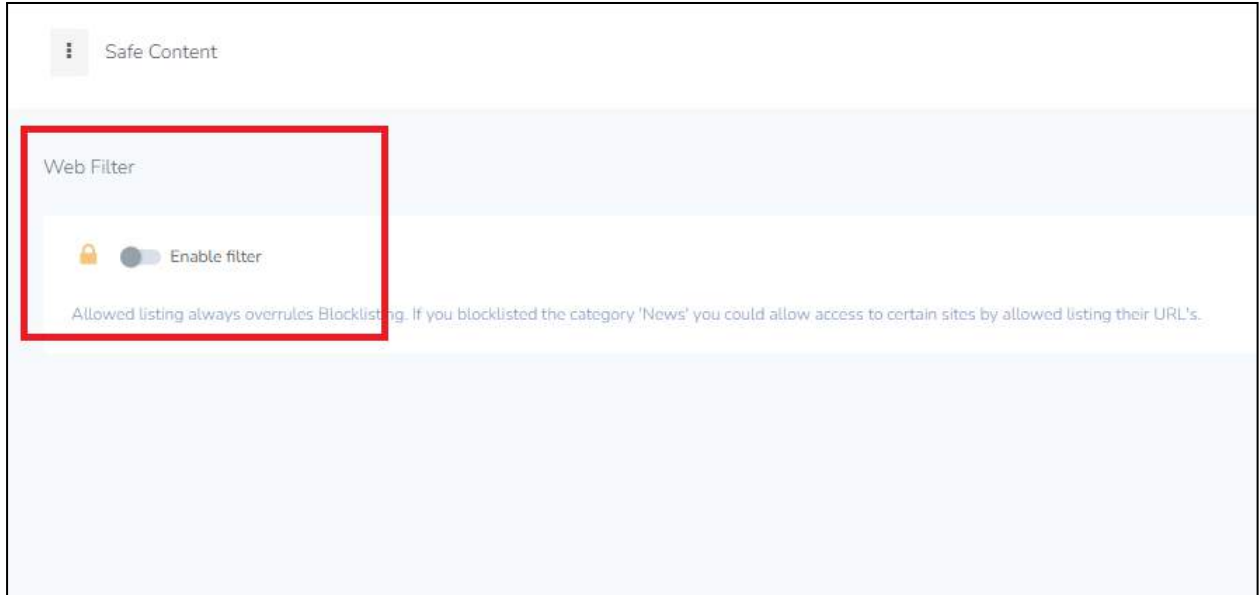 Safe Content
Web Filter
Enable filter
Allowed listing always overrules Blocklisting. If you blocklisted the category 'News' you could allow access to certain sites by allowed listing their URL's.